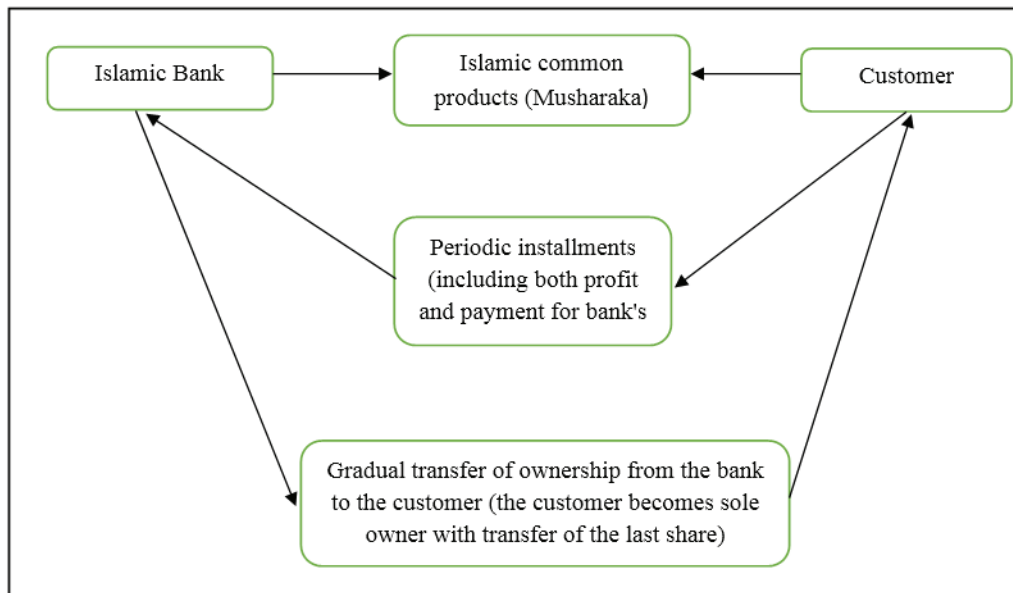 Islamic Bank
Islamic common
products (Musharaka)
Customer
Periodic installments
(including both profit
and payment for bank's
Gradual transfer of ownership from the bank
to the customer (the customer becomes sole
owner with transfer of the last share)